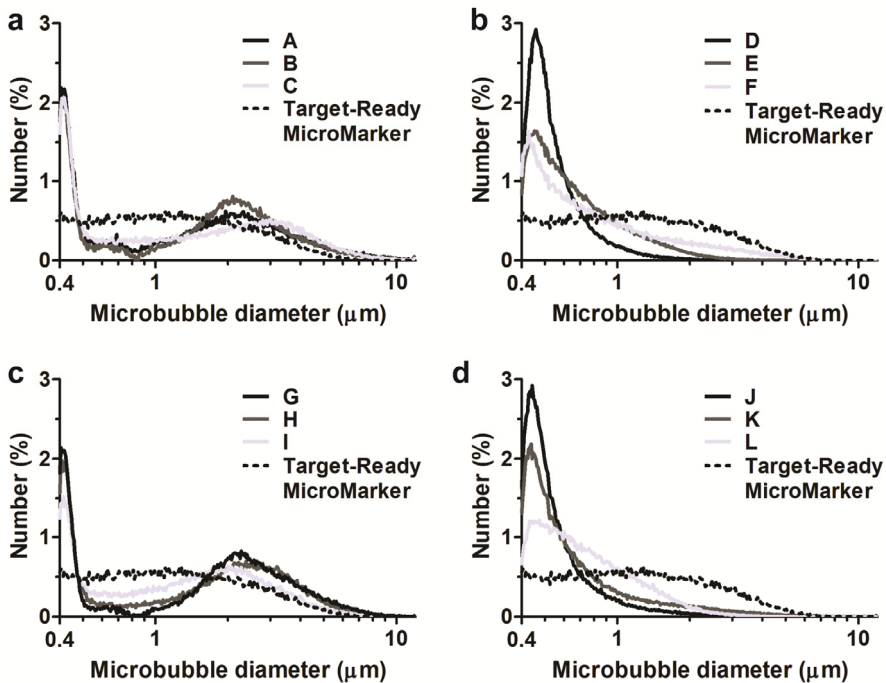 a
A
B
C
Target-Ready
MicroMarker
Number (%)
3
2
1
0
0.4
1
10
Microbubble diameter (μm)
b
D
E
F
Target-Ready
MicroMarker
Number (%)
3
2
1
0
0.4
1
10
Microbubble diameter (μm)
c
G
H
I
Target-Ready
MicroMarker
Number (%)
3
2
1
0
0.4
1
10
Microbubble diameter (μm)
d
J
K
L
Target-Ready
MicroMarker
Number (%)
3
2
1
0
0.4
1
10
Microbubble diameter (μm)